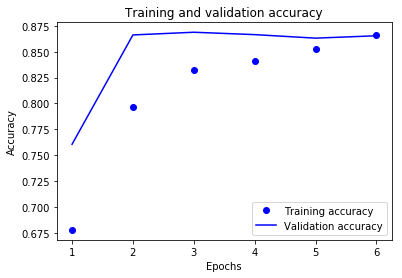 Training and validation accuracy
0.875
0.850
0.825
0.800
0.775
0.750
0.725
0.700
0.675
Accuracy
Training accuracy
Validation accuracy
1 2 3 4 5 6
Epochs